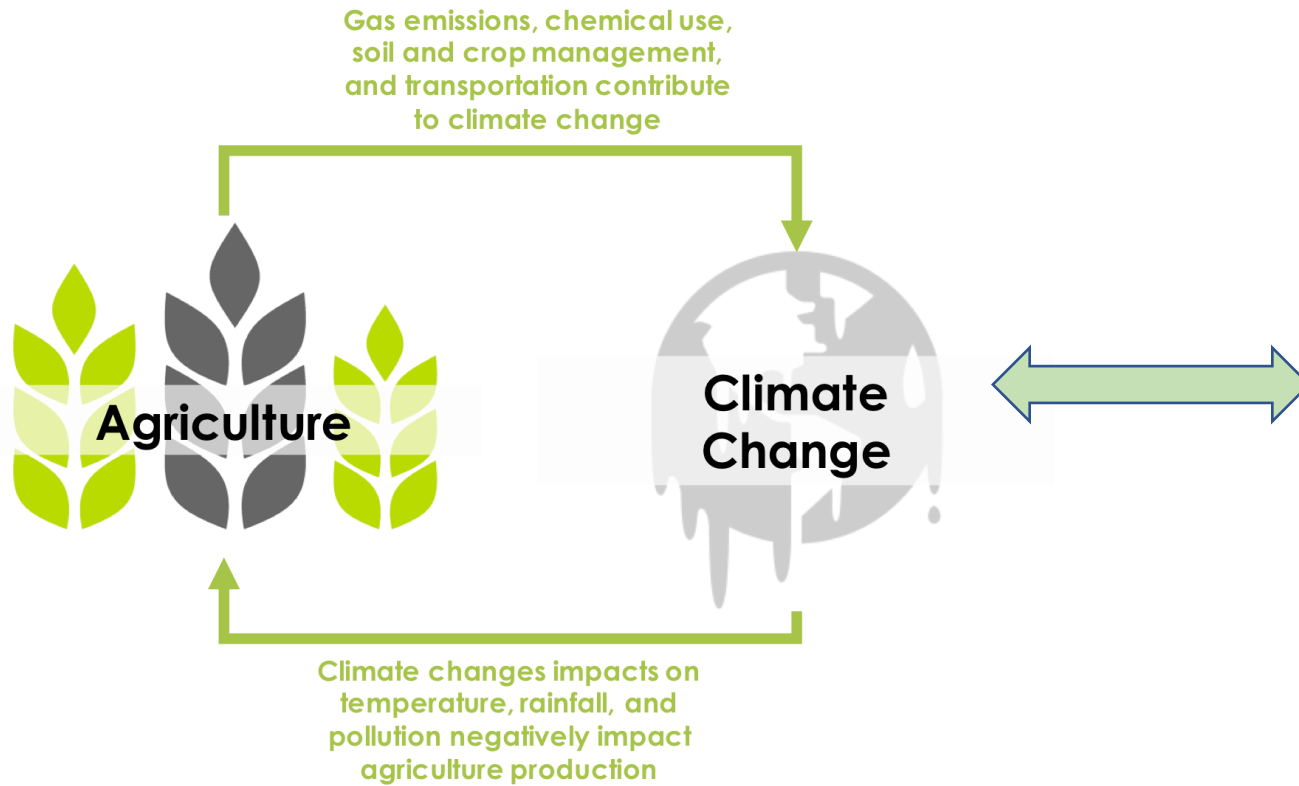 Gas emissions, chemical use,
soil and crop management,
and transportation contribute
to climate change
Agriculture
Climate
Change
Climate changes impacts on
temperature, rainfall, and
pollution negatively impact
agriculture production